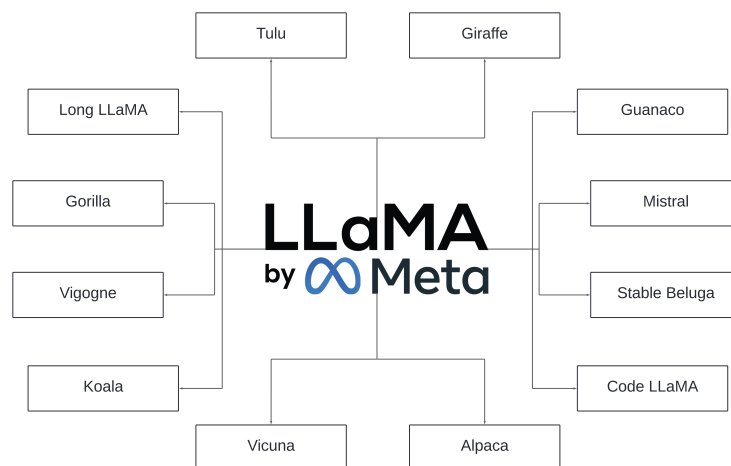 Tulu
Giraffe
Long LLaMA
Guanaco
Gorilla
Mistral
LLaMA
by Meta
Vigogne
Stable Beluga
Koala
Code LLaMA
Vicuna
Alpaca